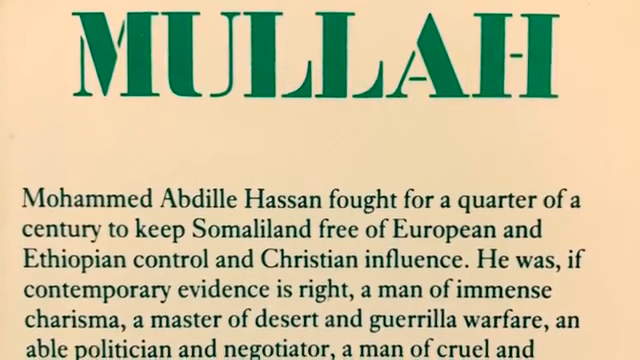 MULLAH
Mohammed Abdille Hassan fought for a quarter of a
century to keep Somaliland free of European and
Ethiopian control and Christian influence. He was, if
contemporary evidence is right, a man of immense
charisma, a master of desert and guerrilla warfare, an
able politician and negotiator, a man of cruel and